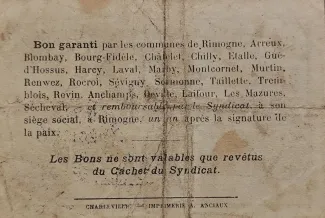 Bon garanti par les communes de Rimogne, Arreux,
Blombay, Bourg-Fidèle, Châtelet, Chilly, Etalle, Gué-
d'Hossus, Harcy, Laval, Marby, Montcornet, Murtin,
Renwez, Rocroi, Sévigny Sormonne, Taillette, Trem-
blois, Rovin, Anchamps, Deville, Laifour, Les Mazures,
Sécheval, — et remboursable par le Syndicat, à son
siège social, à Rimogne, un an après la signature de
la paix.
Les Bons ne sont valables que revêtus
du Cachet du Syndicat.
CHARLEVILLE — IMPRIMERIE A. ANCIAUX